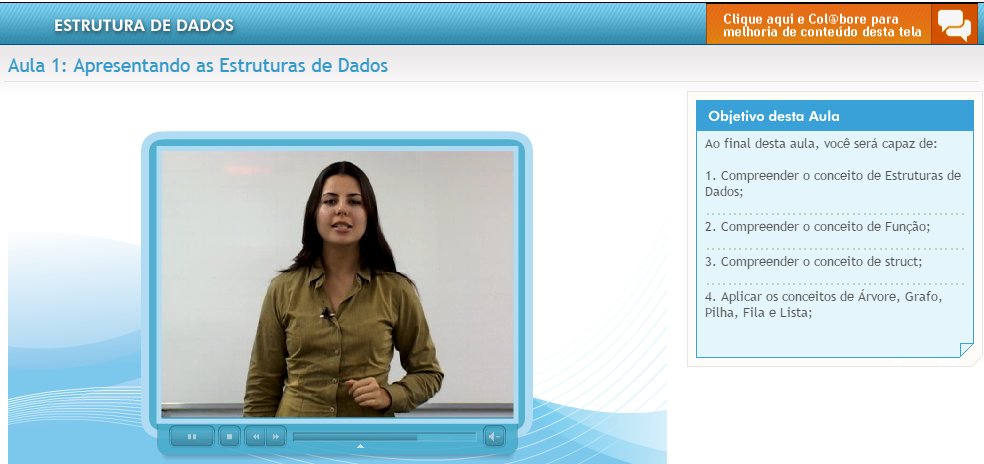 ESTRUTURA DE DADOS
Clique aqui e Col@bore para
melhoria de conteúdo desta tela
Aula 1: Apresentando as Estruturas de Dados
Objetivo desta Aula
Ao final desta aula, você será capaz de:
1. Compreender o conceito de Estruturas de
Dados;
2. Compreender o conceito de Função;
3. Compreender o conceito de struct;
4. Aplicar os conceitos de Árvore, Grafo,
Pilha, Fila e Lista;